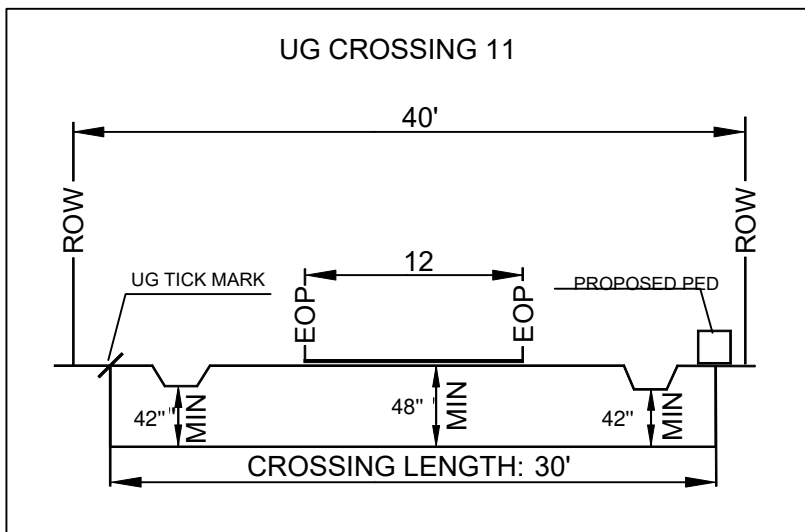 UG CROSSING 11
40'
ROW
ROW
12
UG TICK MARK
PROPOSED PED
EOP
EOP
42"
MIN
48"
MIN
42"
MIN
CROSSING LENGTH: 30'